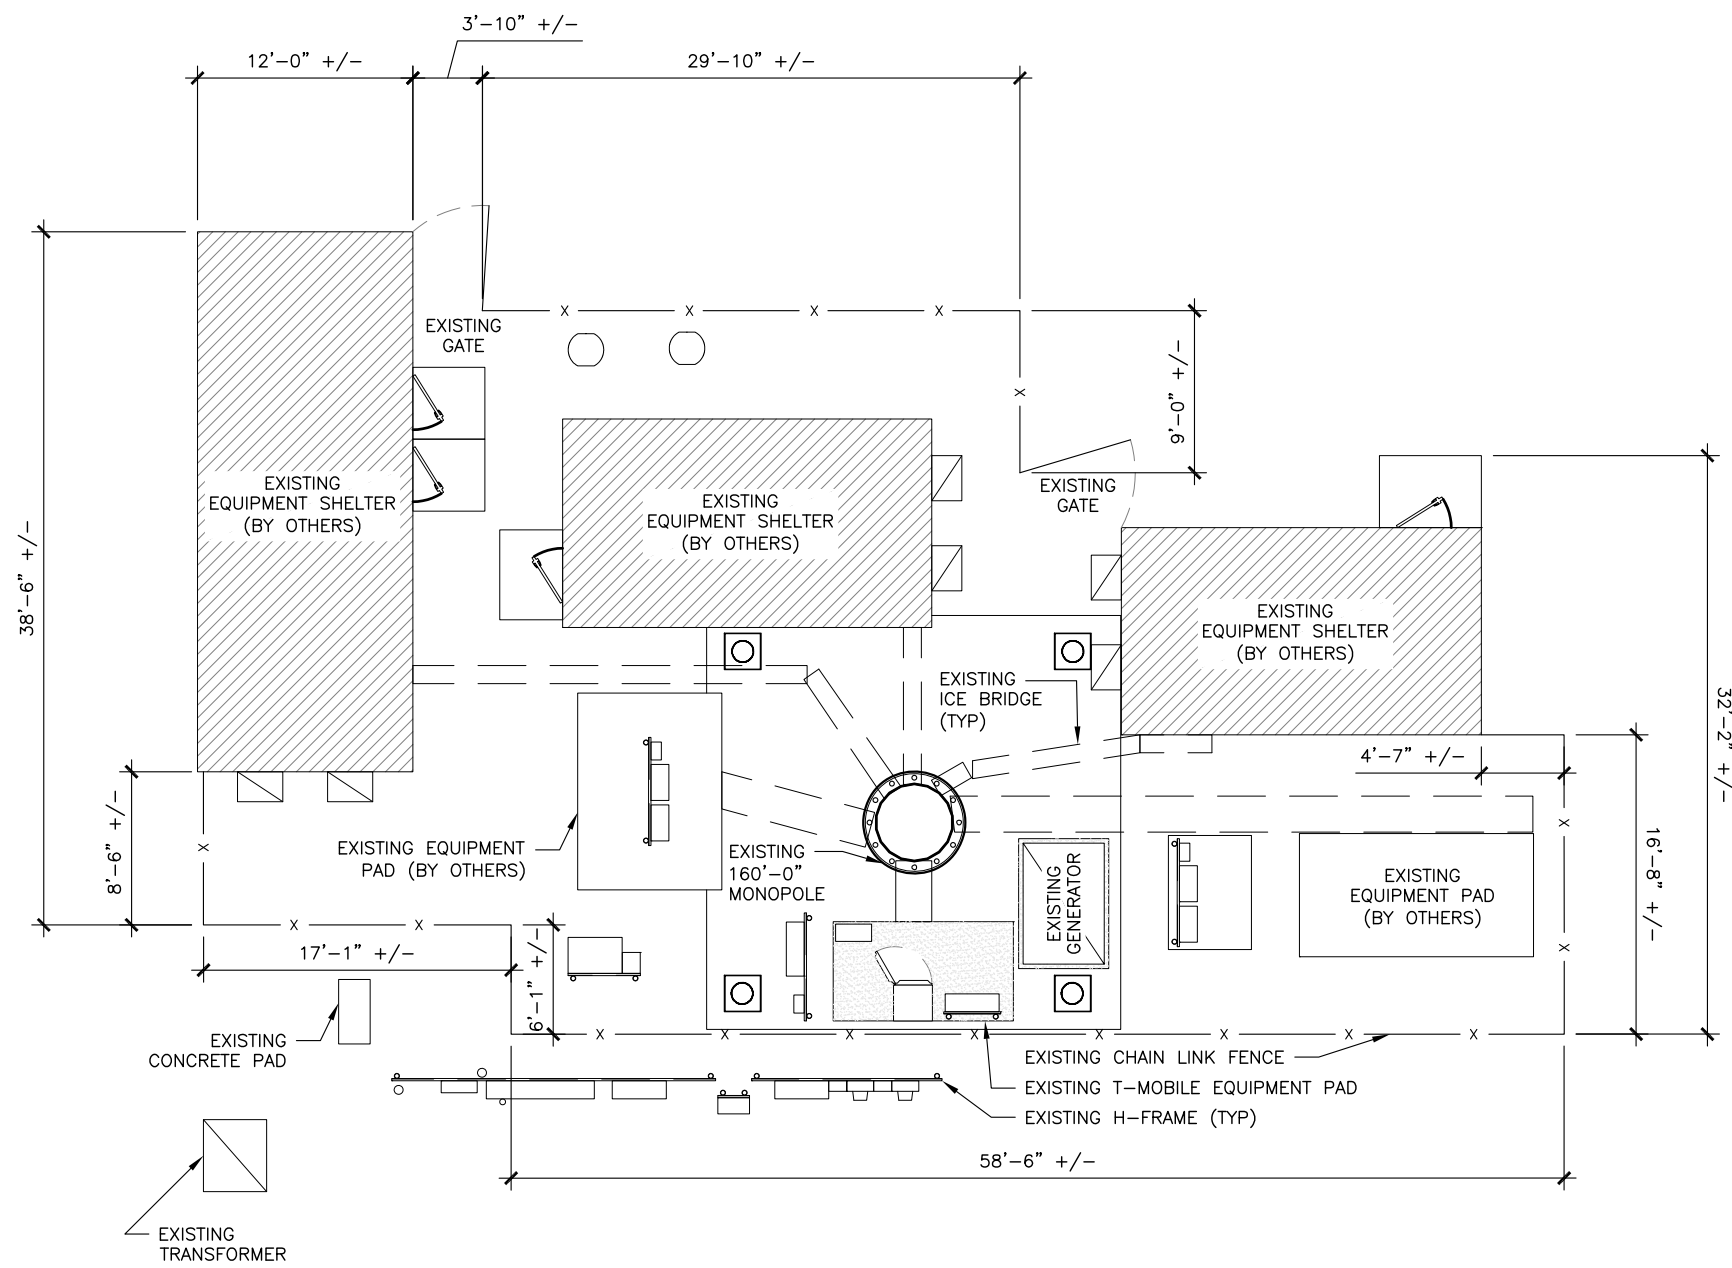 3'-10" +/-
12'-0" +/-
29'-10" +/-
EXISTING
GATE
9'-0" +/-
EXISTING
EQUIPMENT SHELTER
(BY OTHERS)
EXISTING
EQUIPMENT SHELTER
(BY OTHERS)
EXISTING
GATE
38'-6" +/-
EXISTING
EQUIPMENT SHELTER
(BY OTHERS)
EXISTING
ICE BRIDGE
(TYP)
32'-2" +/-
4'-7" +/-
8'-6" +/-
EXISTING EQUIPMENT
PAD (BY OTHERS)
EXISTING
160'-0"
MONOPOLE
EXISTING
GENERATOR
EXISTING
EQUIPMENT PAD
(BY OTHERS)
16'-8" +/-
17'-1" +/-
6'-1" +/-
EXISTING
CONCRETE PAD
EXISTING CHAIN LINK FENCE
EXISTING T-MOBILE EQUIPMENT PAD
EXISTING H-FRAME (TYP)
58'-6" +/-
EXISTING
TRANSFORMER